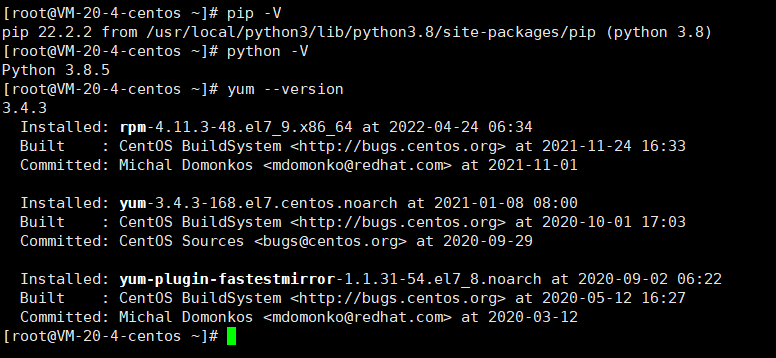 [root@VM-20-4-centos ~]# pip -V
pip 22.2.2 from /usr/local/python3/lib/python3.8/site-packages/pip (python 3.8)
[root@VM-20-4-centos ~]# python -V
Python 3.8.5
[root@VM-20-4-centos ~]# yum --version
3.4.3
  Installed: rpm-4.11.3-48.el7_9.x86_64 at 2022-04-24 06:34
  Built    : CentOS BuildSystem <http://bugs.centos.org> at 2021-11-24 16:33
  Committed: Michal Domonkos <mdomonko@redhat.com> at 2021-11-01

  Installed: yum-3.4.3-168.el7.centos.noarch at 2021-01-08 08:00
  Built    : CentOS BuildSystem <http://bugs.centos.org> at 2020-10-01 17:03
  Committed: CentOS Sources <bugs@centos.org> at 2020-09-29

  Installed: yum-plugin-fastestmirror-1.1.31-54.el7_8.noarch at 2020-09-02 06:22
  Built    : CentOS BuildSystem <http://bugs.centos.org> at 2020-05-12 16:27
  Committed: Michal Domonkos <mdomonko@redhat.com> at 2020-03-12
[root@VM-20-4-centos ~]#